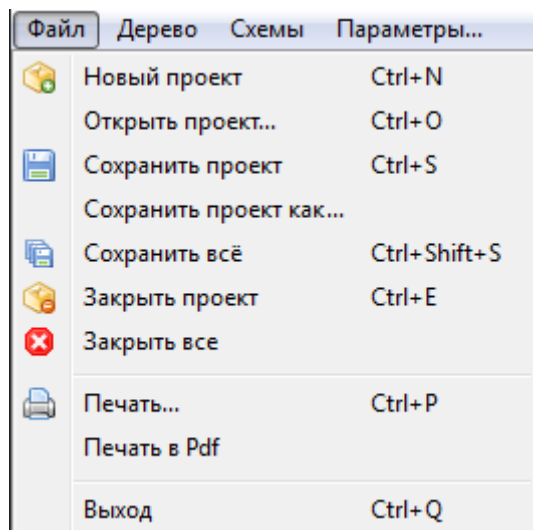 Файл Дерево Схемы Параметры...
Новый проект Ctrl+N
Открыть проект... Ctrl+O
Сохранить проект Ctrl+S
Сохранить проект как...
Сохранить всё Ctrl+Shift+S
Закрыть проект Ctrl+E
Закрыть все
Печать... Ctrl+P
Печать в Pdf
Выход Ctrl+Q